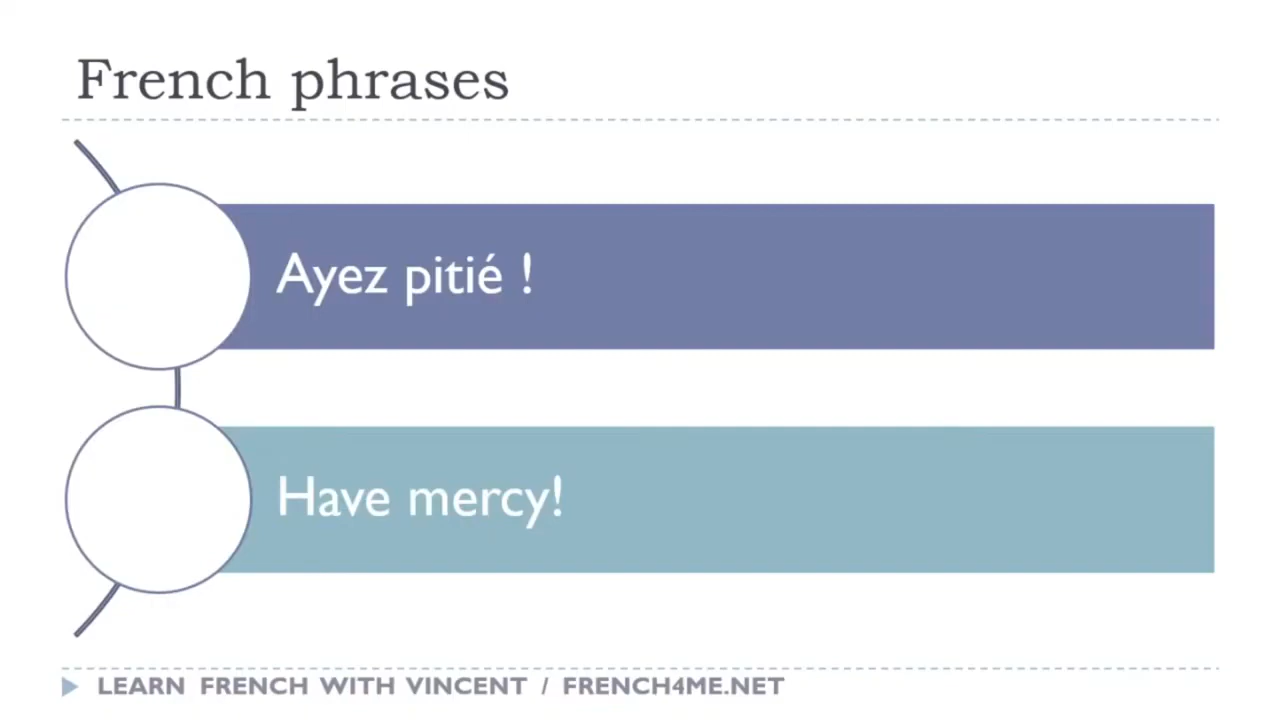 French phrases
Ayez pitié !
Have mercy!
LEARN FRENCH WITH VINCENT / FRENCH4ME.NET